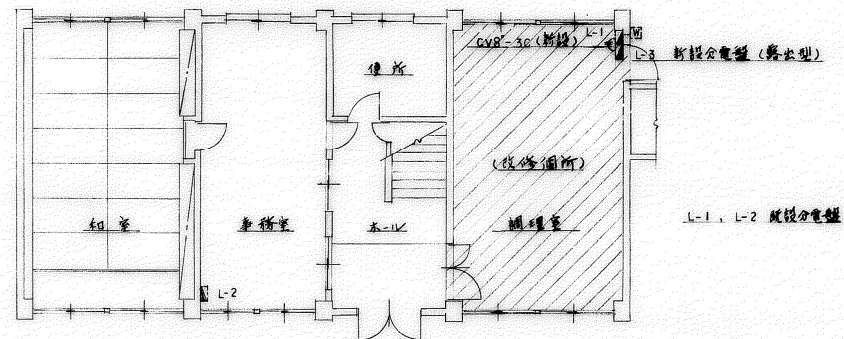 CV8□-3C (新設)
L-1
W
L-3 新設分電盤 (露出型)
便所
(改修個所)
和室
事務室
ホール
調理室
L-1 , L-2 既設分電盤
L-2